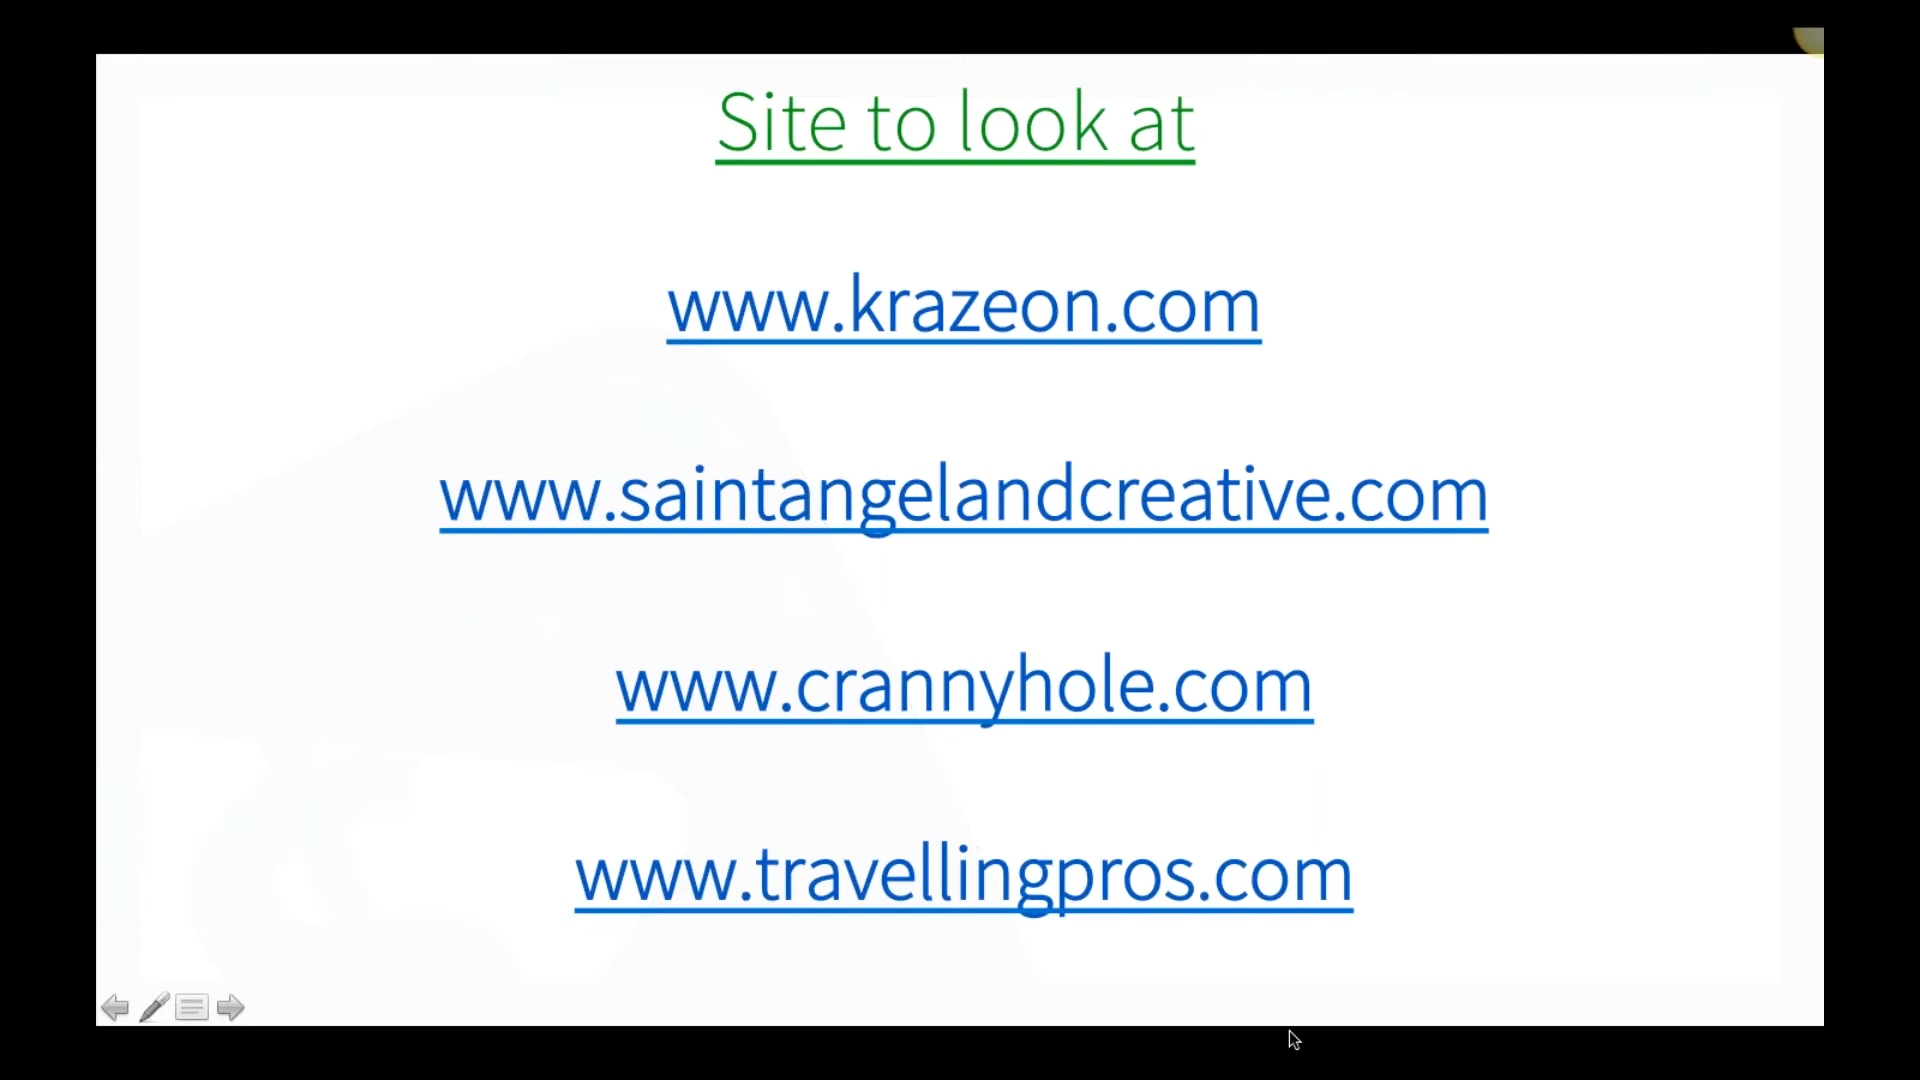 Site to look at
www.krazeon.com
www.saintangelandcreative.com
www.crannyhole.com
www.travellingpros.com